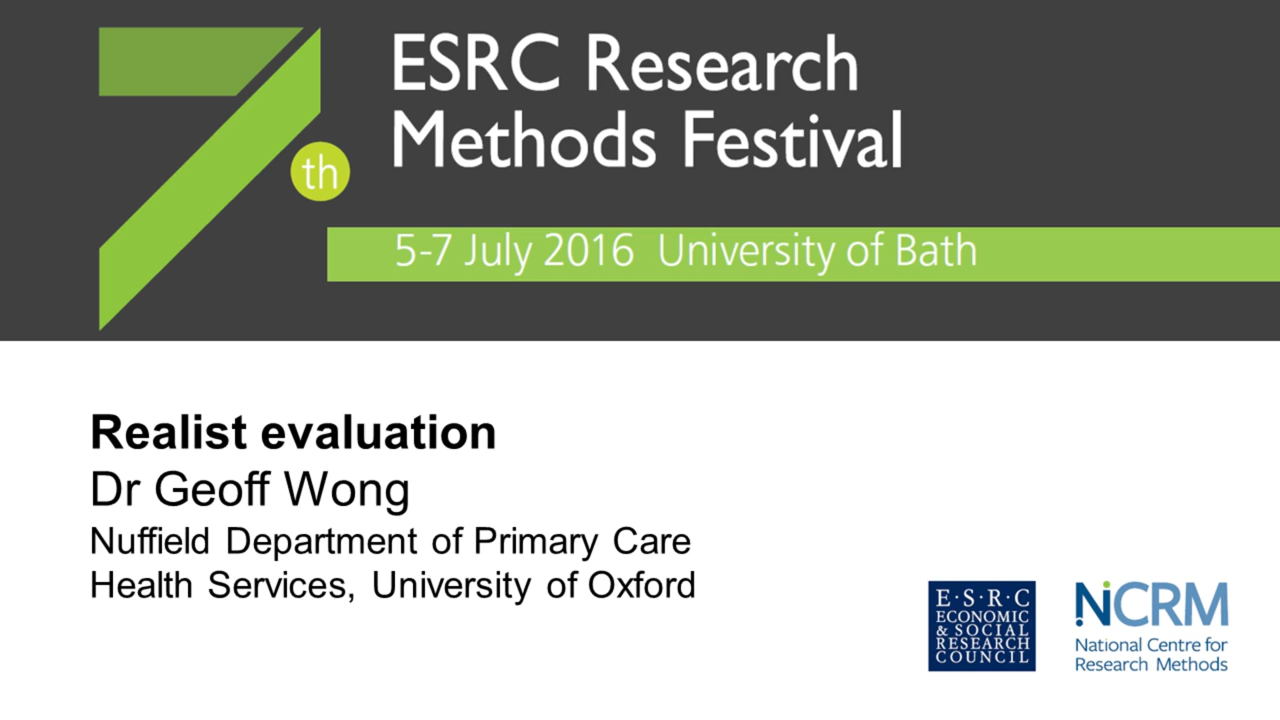 7th
ESRC Research
Methods Festival
5-7 July 2016 University of Bath
Realist evaluation
Dr Geoff Wong
Nuffield Department of Primary Care
Health Services, University of Oxford
E·S·R·C
ECONOMIC
& SOCIAL
RESEARCH
COUNCIL
NCRM
National Centre for
Research Methods